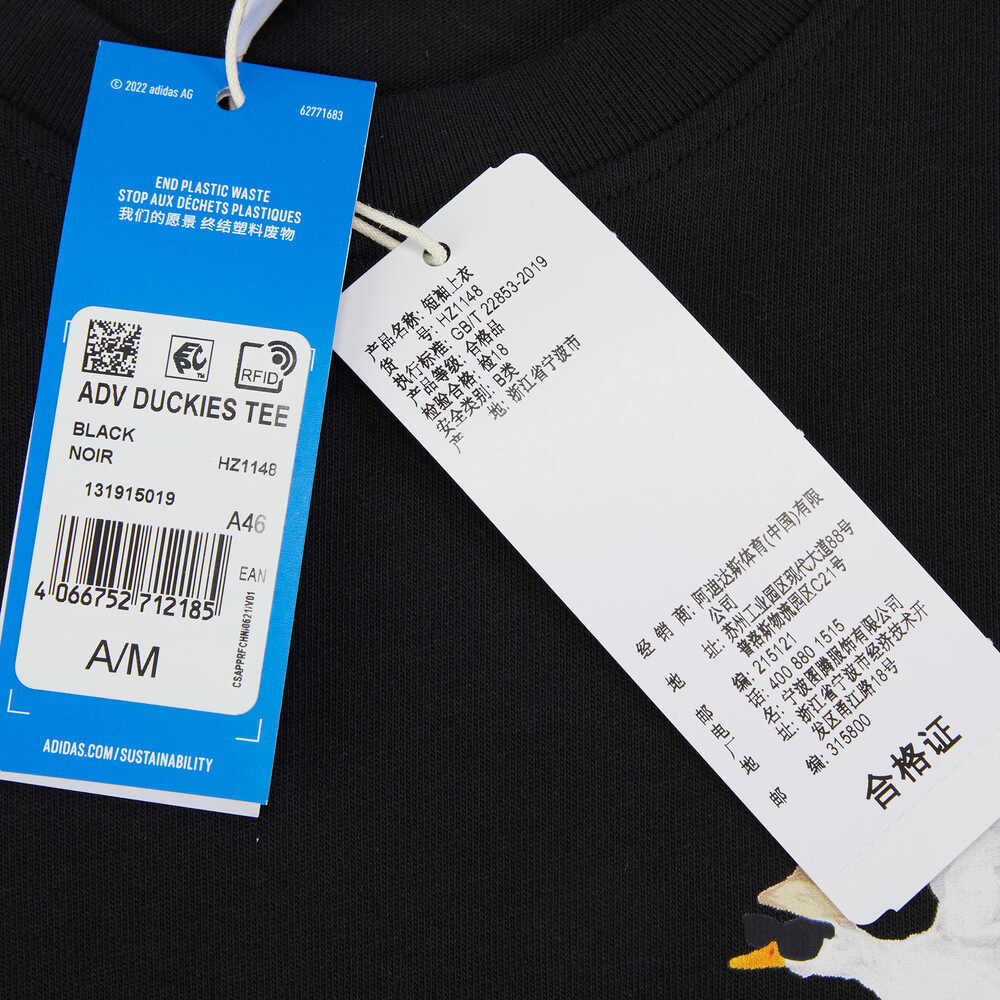 © 2022 adidas AG
62771683
END PLASTIC WASTE
STOP AUX DÉCHETS PLASTIQUES
我们的愿景 终结塑料废物
RFID
ADV DUCKIES TEE
BLACK
NOIR
HZ1148
131915019
A46
EAN
4 066752 712185
CSAPPRFCHN/0621/V01
A/M
ADIDAS.COM/SUSTAINABILITY
产品名称: 短袖上衣
货 号: HZ1148
执行标准: GB/T 22853-2019
产品等级: 合格品
检验合格: 检18
安全类别: B类
产 地: 浙江省宁波市
经 销 商: 阿迪达斯体育(中国)有限
公司
地 址: 苏州工业园区现代大道88号
普洛斯物流园区C21号
邮 编: 215121
电 话: 400 880 1515
厂 名: 宁波图腾服饰有限公司
地 址: 浙江省宁波市经济技术开
发区甬江路18号
邮 编: 315800
合格证